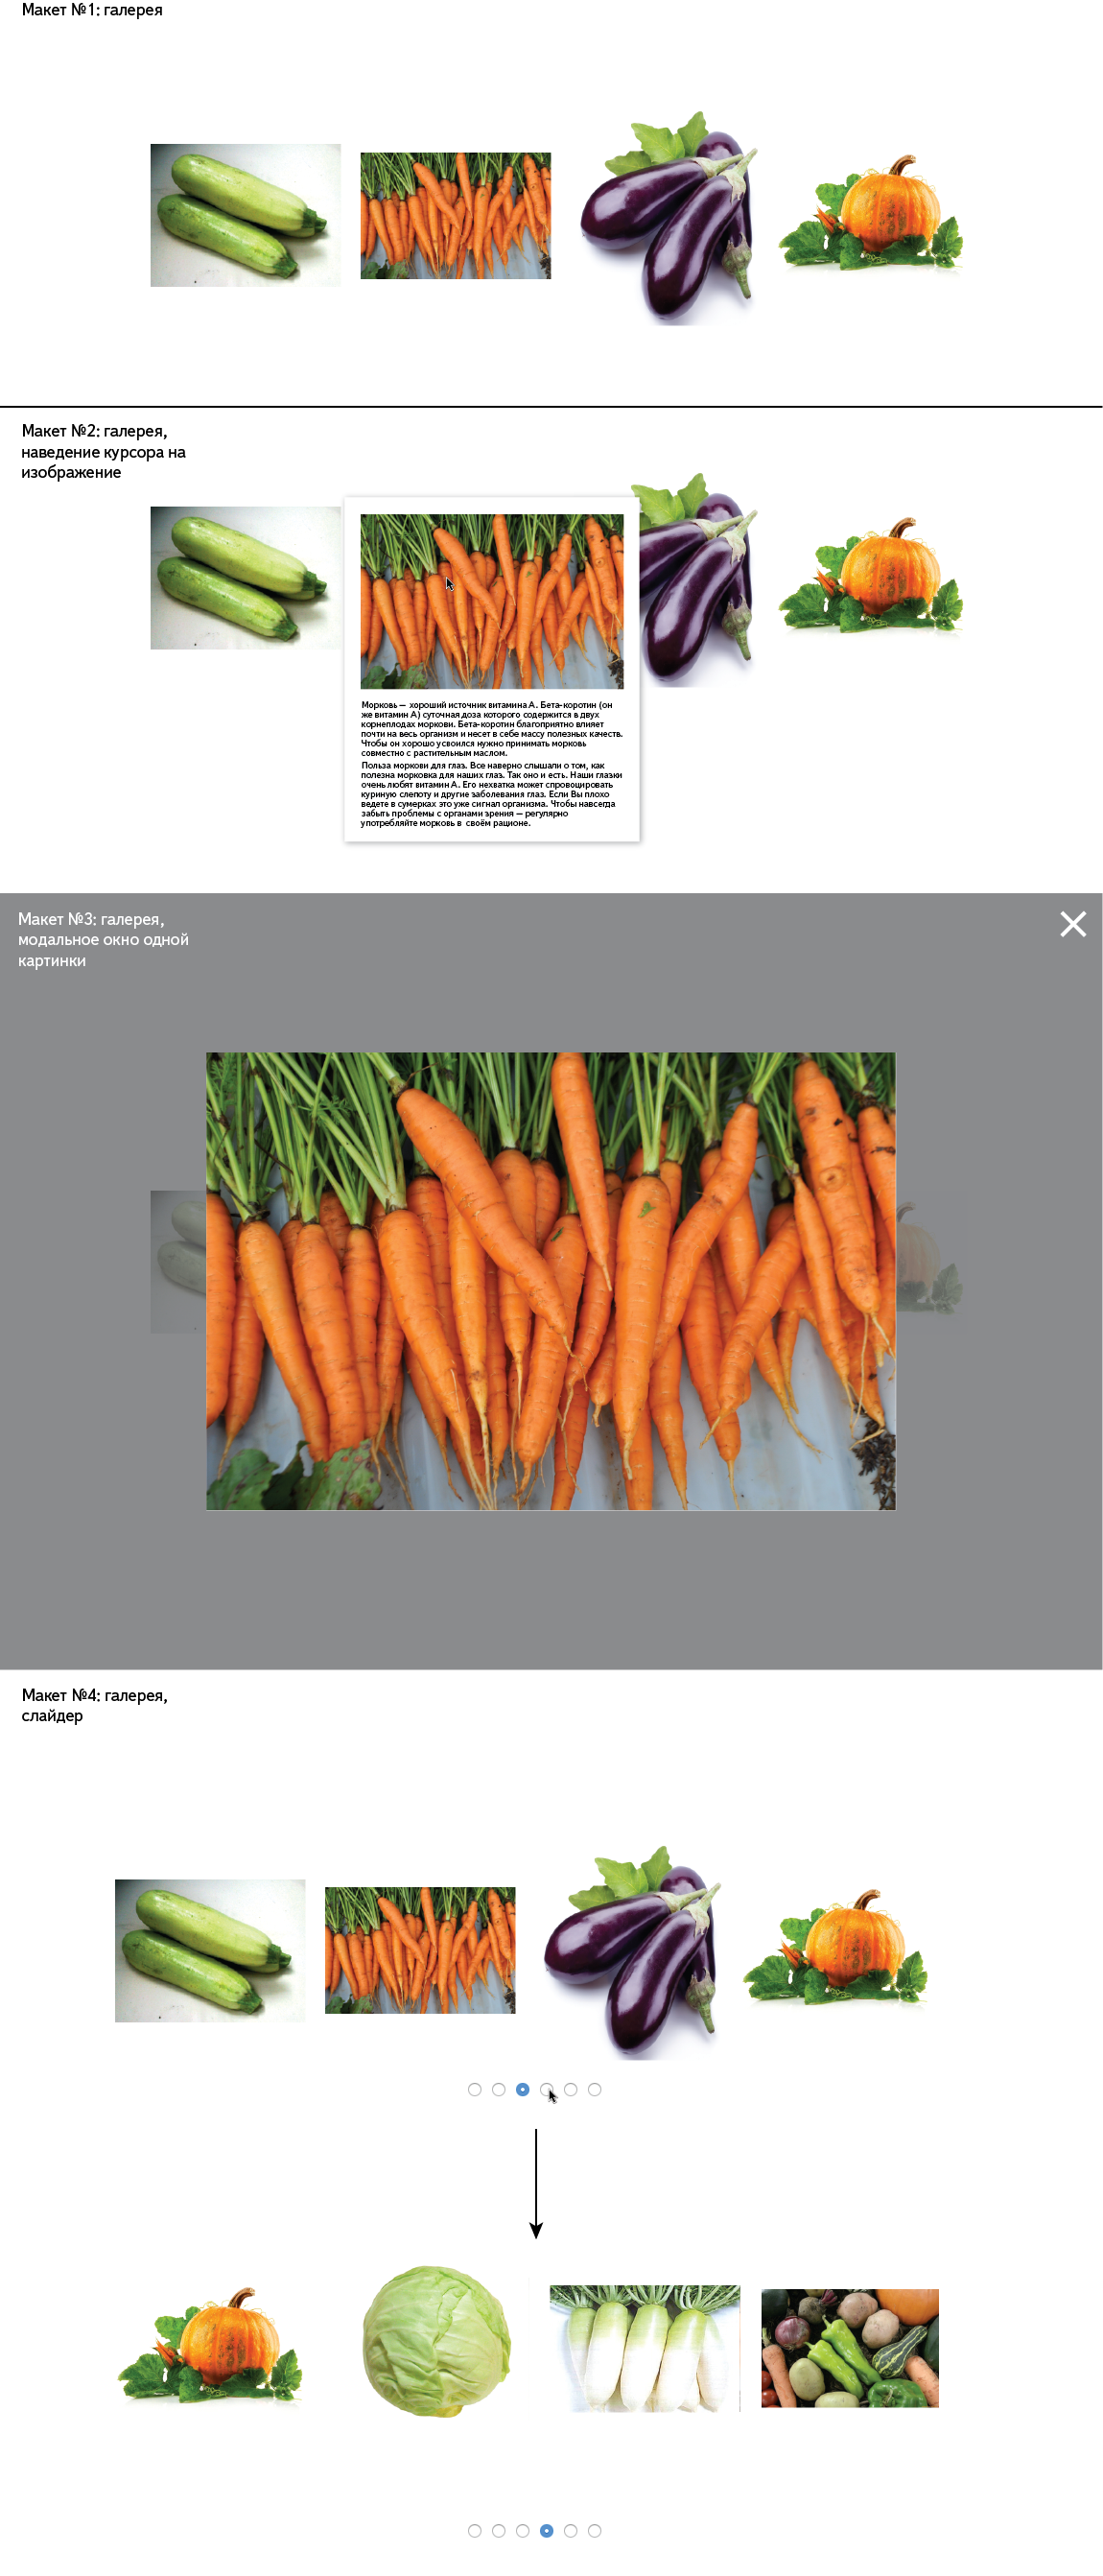 Макет №1: галерея
Макет №2: галерея,
наведение курсора на
изображение
Морковь — хороший источник витамина А. Бета-коротин (он
же витамин А) суточная доза которого содержится в двух
корнеплодах моркови. Бета-коротин благоприятно влияет
почти на весь организм и несет в себе массу полезных качеств.
Чтобы он хорошо усвоился нужно принимать морковь
совместно с растительным маслом.
Польза моркови для глаз. Все наверно слышали о том, как
полезна морковка для наших глаз. Так оно и есть. Наши глазки
очень любят витамин А. Его нехватка может спровоцировать
куриную слепоту и другие заболевания глаз. Если Вы плохо
ведете в сумерках это уже сигнал организма. Чтобы навсегда
забыть проблемы с органами зрения — регулярно
употребляйте морковь в своём рационе.
Макет №3: галерея,
модальное окно одной
картинки
Макет №4: галерея,
слайдер